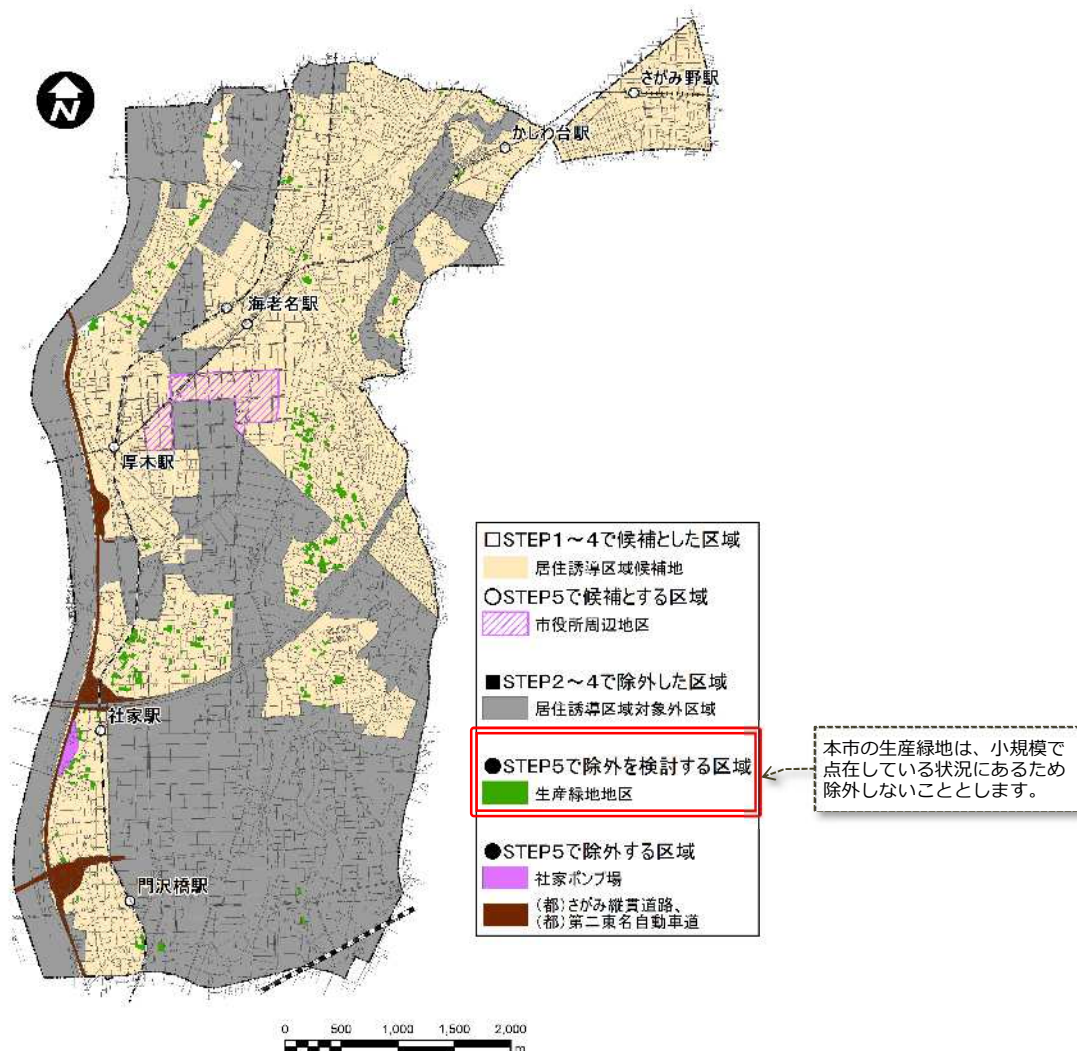 N
さがみ野駅
かしわ台駅
海老名駅
厚木駅
社家駅
門沢橋駅
□STEP1～4で候補とした区域
居住誘導区域候補地
○STEP5で候補とする区域
市役所周辺地区
■STEP2～4で除外した区域
居住誘導区域対象外区域
●STEP5で除外を検討する区域
生産緑地地区
●STEP5で除外する区域
社家ポンプ場
(都)さがみ縦貫道路、
(都)第二東名自動車道
本市の生産緑地は、小規模で
点在している状況にあるため
除外しないこととします。
0 500 1,000 1,500 2,000
m